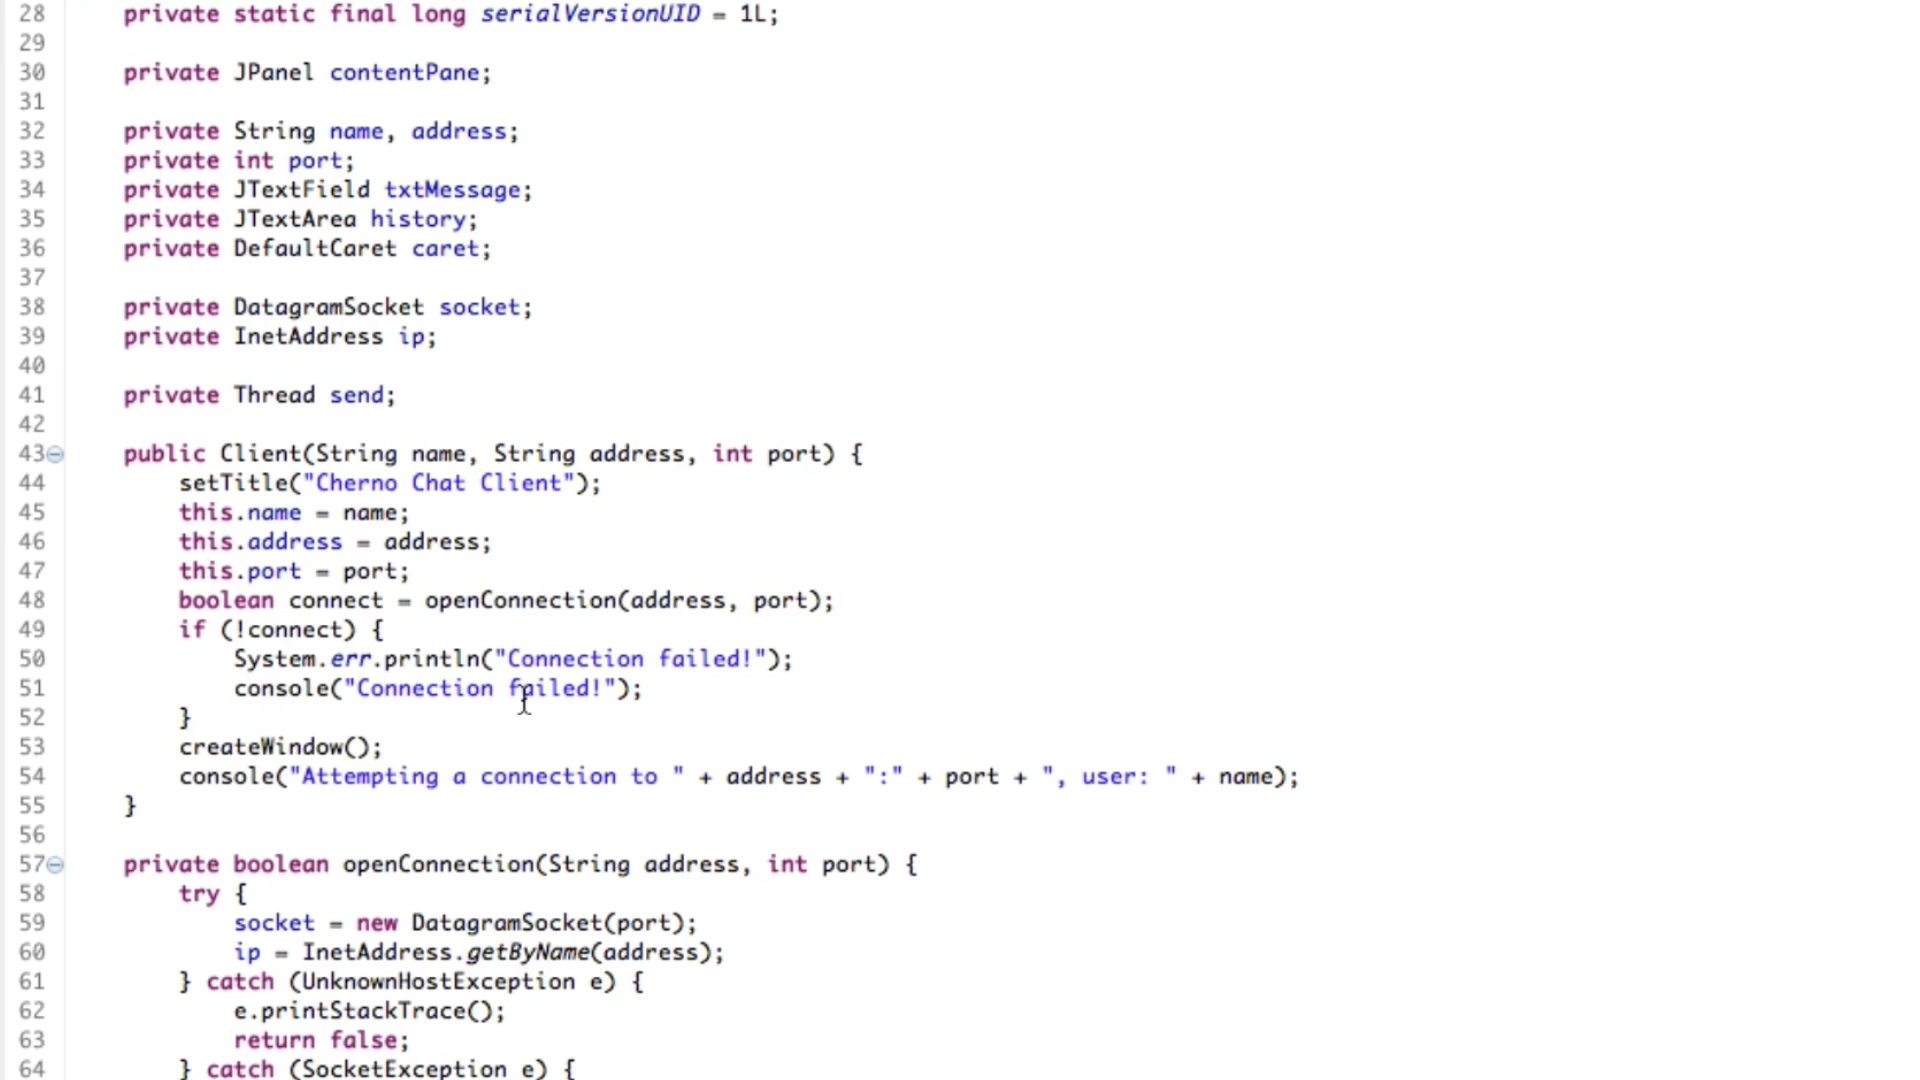 28 private static final long serialVersionUID = 1L;
29
30 private JPanel contentPane;
31
32 private String name, address;
33 private int port;
34 private JTextField txtMessage;
35 private JTextArea history;
36 private DefaultCaret caret;
37
38 private DatagramSocket socket;
39 private InetAddress ip;
40
41 private Thread send;
42
43 public Client(String name, String address, int port) {
44 setTitle("Cherno Chat Client");
45 this.name = name;
46 this.address = address;
47 this.port = port;
48 boolean connect = openConnection(address, port);
49 if (!connect) {
50 System.err.println("Connection failed!");
51 console("Connection failed!");
52 }
53 createWindow();
54 console("Attempting a connection to " + address + ":" + port + ", user: " + name);
55 }
56
57 private boolean openConnection(String address, int port) {
58 try {
59 socket = new DatagramSocket(port);
60 ip = InetAddress.getByName(address);
61 } catch (UnknownHostException e) {
62 e.printStackTrace();
63 return false;
64 } catch (SocketException e) {